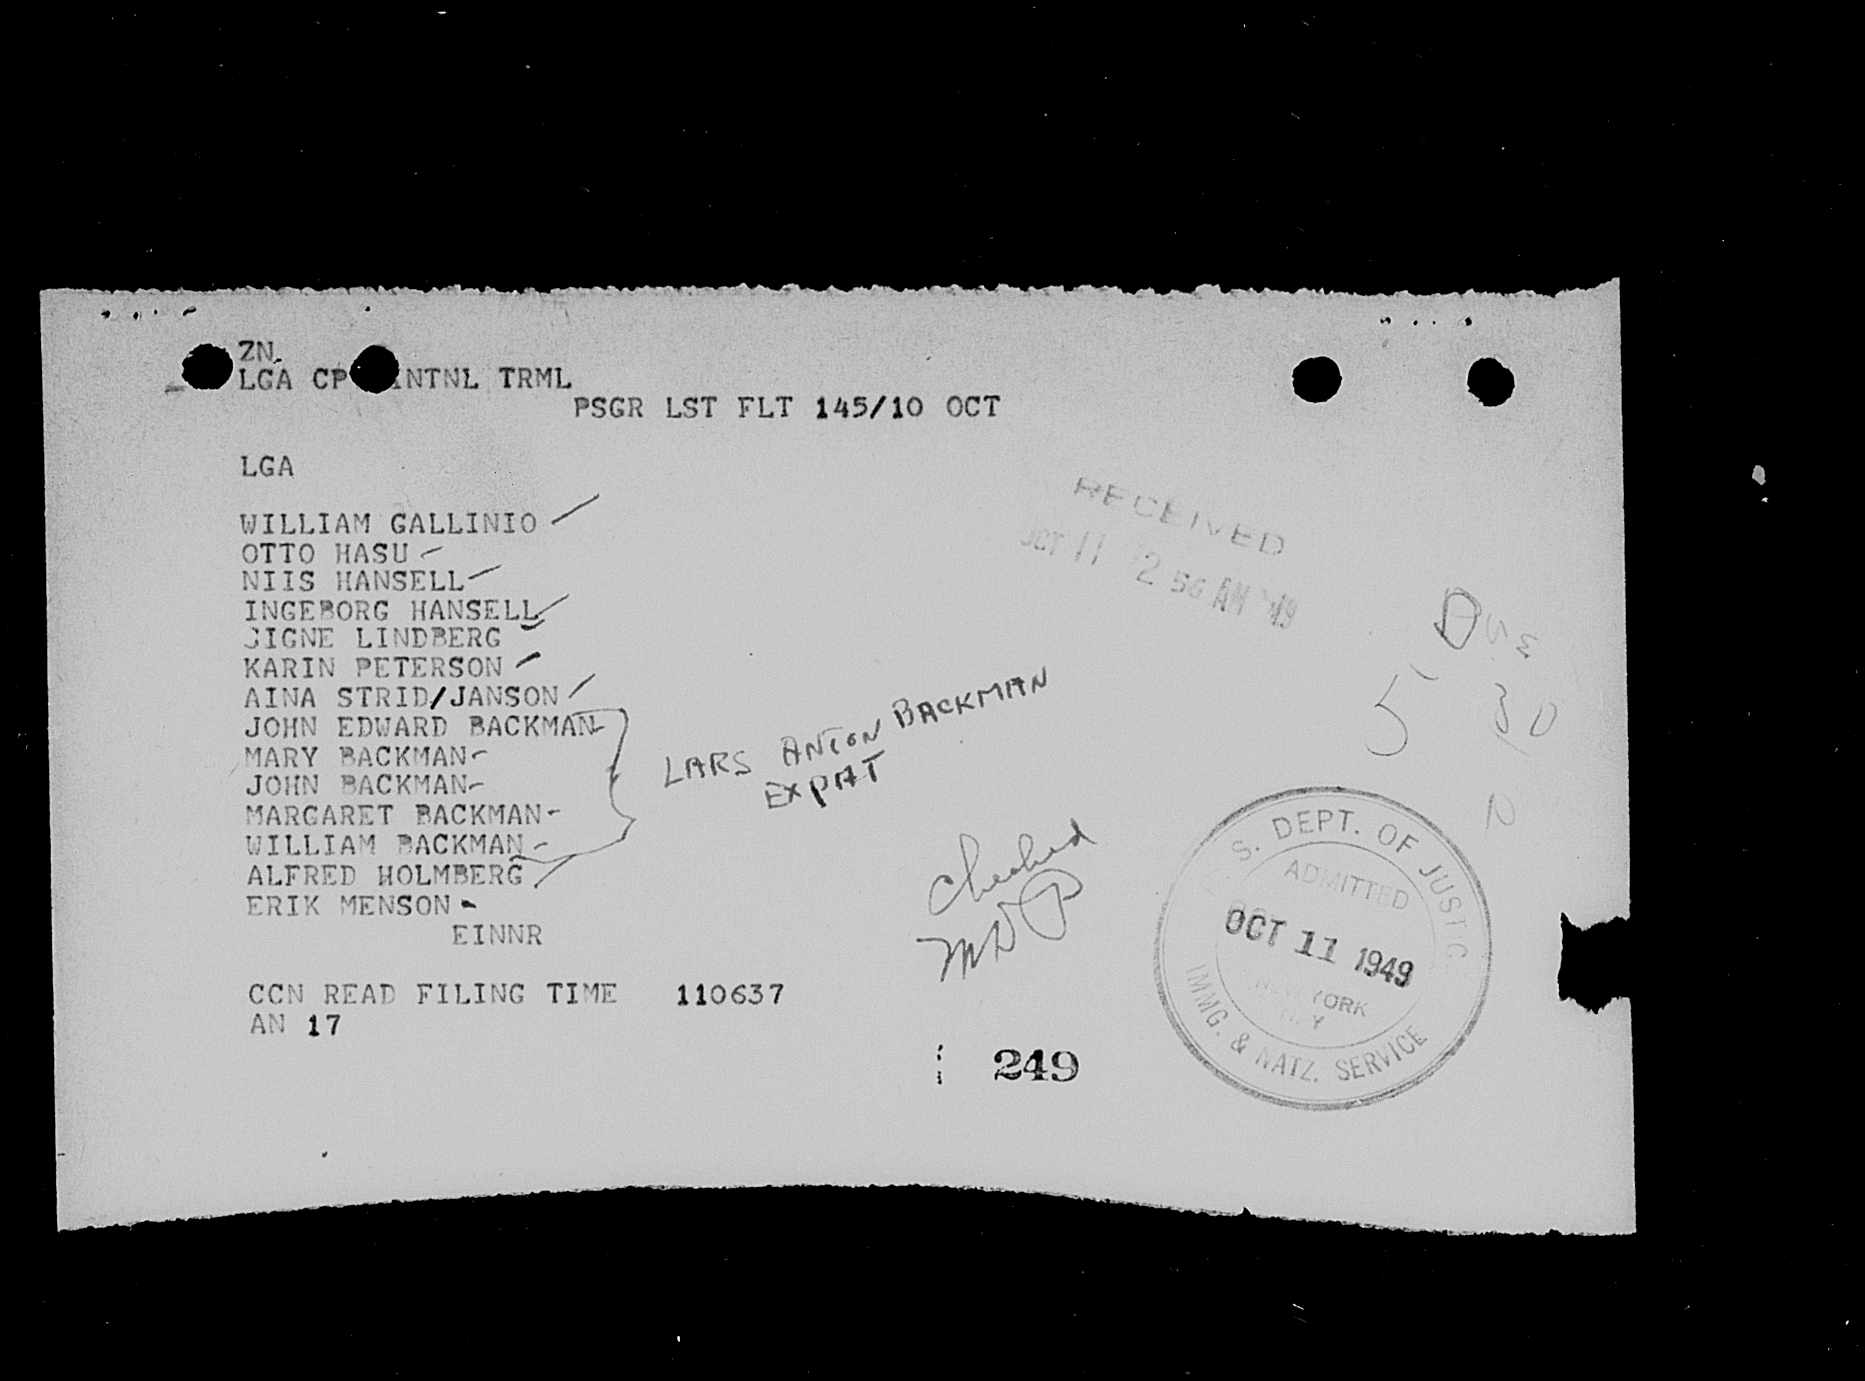 ZN.
LGA CP INTNL TRML
PSGR LST FLT 145/10 OCT
LGA
WILLIAM GALLINIO
OTTO HASU
NIIS HANSELL
INGEBORG HANSELL
SIGNE LINDBERG
KARIN PETERSON
AINA STRID/JANSON
JOHN EDWARD BACKMAN
MARY BACKMAN
JOHN BACKMAN
MARGARET BACKMAN
WILLIAM BACKMAN
ALFRED HOLMBERG
ERIK MENSON
EINNR
CCN READ FILING TIME 110637
AN 17
LARS ANTON BACKMAN
EXPAT
RECEIVED
OCT 11 2 56 AM '49
DUE
5 30
Checked
249
S. DEPT. OF JUSTIC
ADMITTED
OCT 11 1949
NEW YORK
N.Y
IMMG. & NATZ. SERVICE